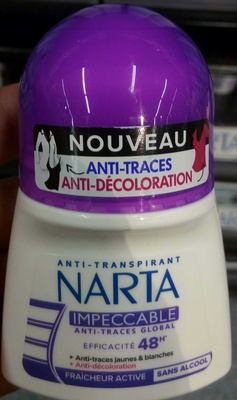 NOUVEAU
ANTI-TRACES
ANTI-DÉCOLORATION
ANTI-TRANSPIRANT
NARTA
IMPECCABLE
ANTI-TRACES GLOBAL
EFFICACITÉ 48H*
• Anti-traces jaunes & blanches
• Anti-décoloration
FRAÎCHEUR ACTIVE SANS ALCOOL